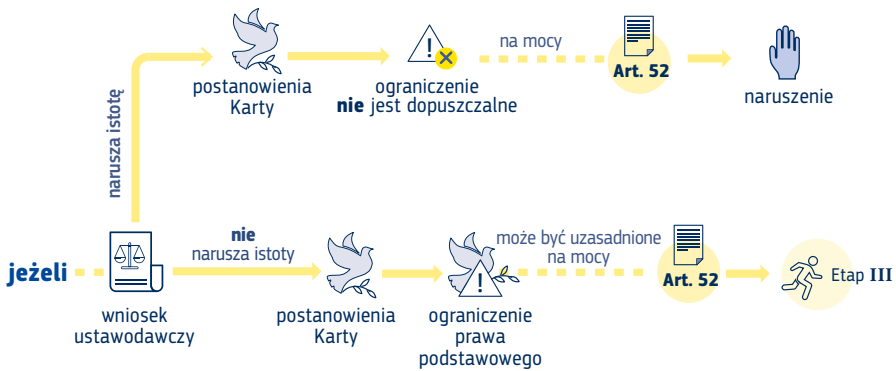 narusza istotę
postanowienia
Karty
ograniczenie
nie jest dopuszczalne
na mocy
Art. 52
naruszenie
jeżeli
wniosek
ustawodawczy
nie
narusza istoty
postanowienia
Karty
ograniczenie
prawa
podstawowego
może być uzasadnione
na mocy
Art. 52
Etap III